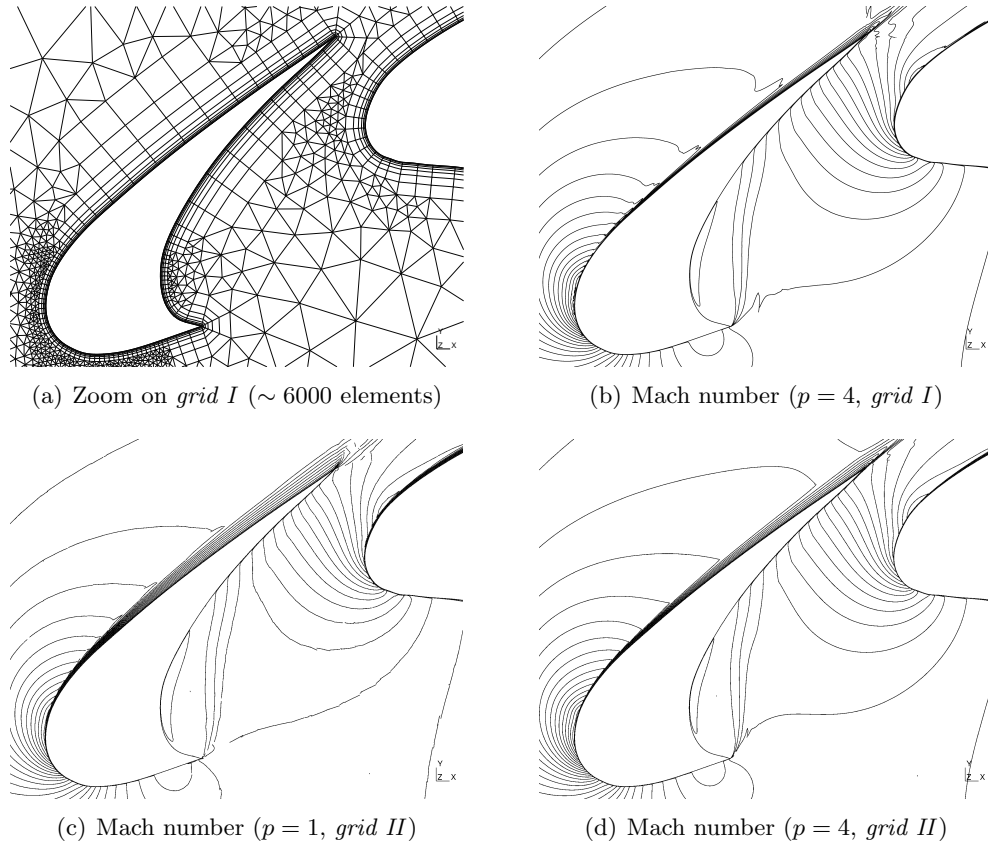 Y
Z X
Y
Z X
(a) Zoom on grid I (∼ 6000 elements)
(b) Mach number (p = 4, grid I)
Y
Z X
Y
Z X
(c) Mach number (p = 1, grid II)
(d) Mach number (p = 4, grid II)